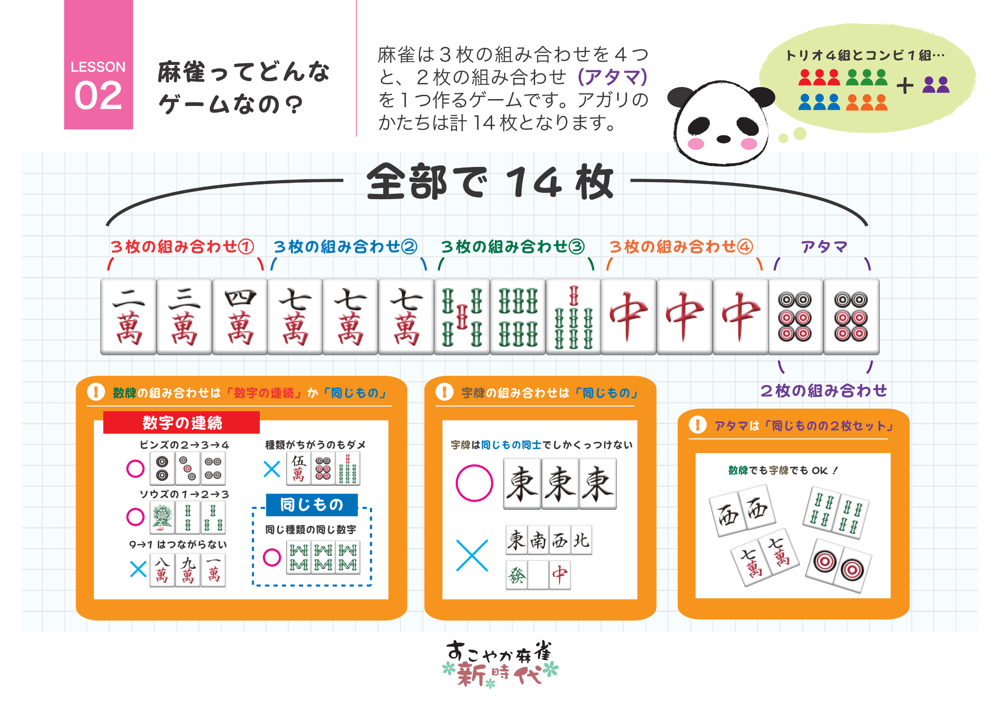 LESSON
02
麻雀ってどんな
ゲームなの？
麻雀は３枚の組み合わせを４つ
と、２枚の組み合わせ（アタマ）
を１つ作るゲームです。アガリの
かたちは計 14 枚となります。
トリオ４組とコンビ１組…
＋
全部で 14 枚
３枚の組み合わせ①
３枚の組み合わせ②
３枚の組み合わせ③
３枚の組み合わせ④
アタマ
二萬 三萬 四萬 七萬 七萬 七萬 中 中 中
２枚の組み合わせ
！ 数牌の組み合わせは「数字の連続」か「同じもの」
数字の連続
ピンズの２→３→４
ソウズの１→２→３
９→１はつながらない
八萬 九萬 一萬
種類がちがうのもダメ
伍萬
同じもの
同じ種類の同じ数字
！ 字牌の組み合わせは「同じもの」
字牌は同じもの同士でしかくっつけない
東 東 東
東 南 西 北
發 中
！ アタマは「同じものの２枚セット」
数牌でも字牌でも OK！
西 西
七萬 七萬
すこやか麻雀
新時代